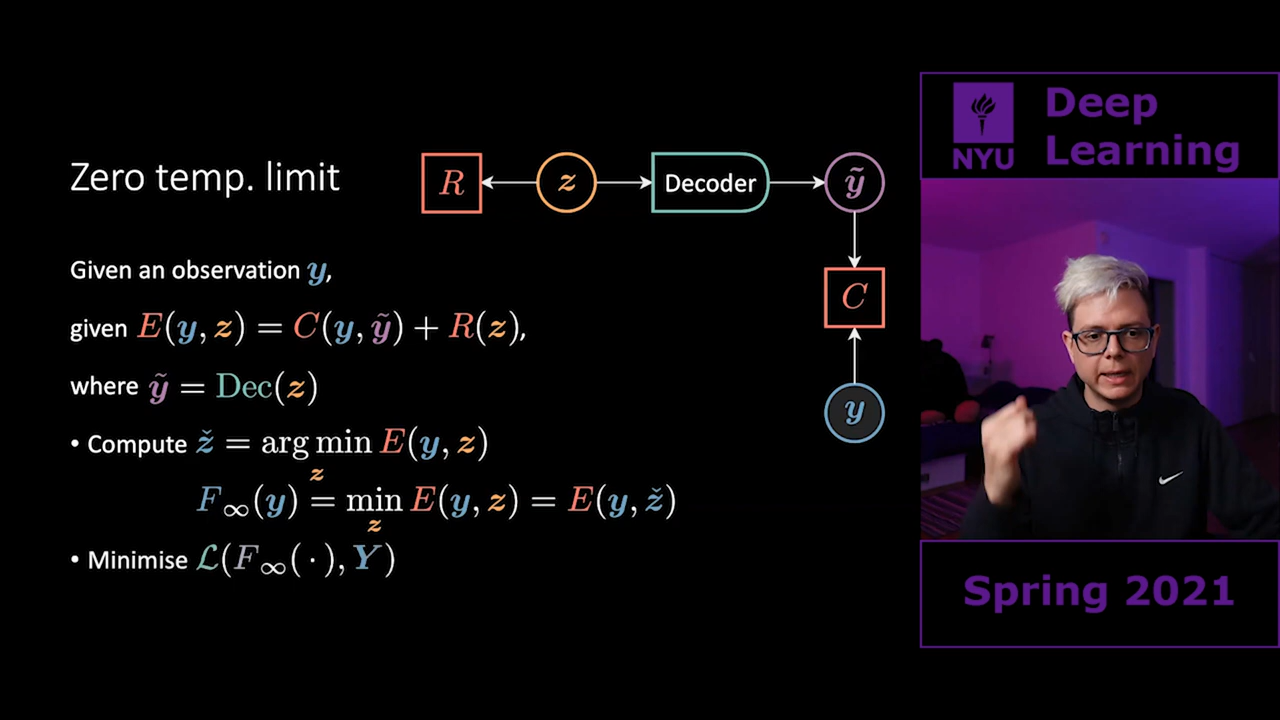 Zero temp. limit
R z Decoder ỹ
C
y
Given an observation y,
given E(y, z) = C(y, ỹ) + R(z),
where ỹ = Dec(z)
• Compute ž = arg min E(y, z)
z
F∞(y) = min E(y, z) = E(y, ž)
z
• Minimise ℒ(F∞(·), Y)
NYU
Deep
Learning
Spring 2021